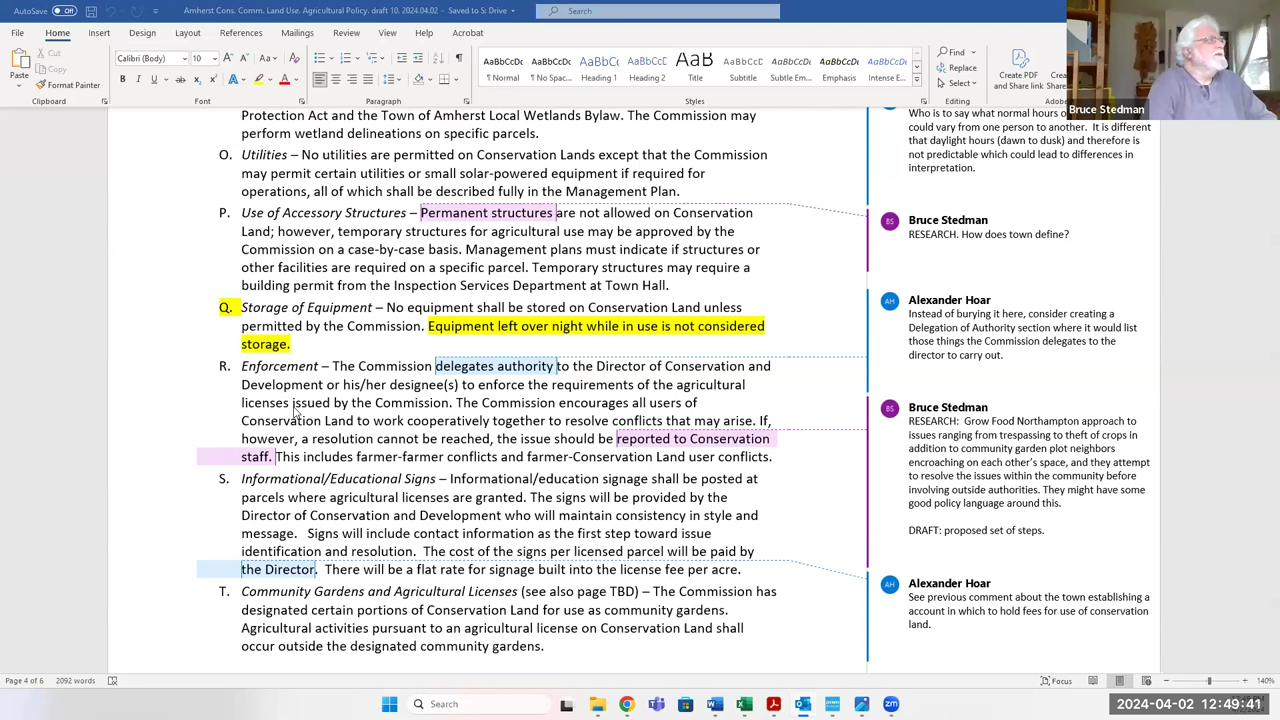 AutoSave Off Amherst Cons. Comm. Land Use, Agricultural Policy. draft 10. 2024.04.02 - Saved to S: Drive Search
File Home Insert Design Layout References Mailings Review View Help Acrobat
Paste Cut Copy Format Painter
Calibri (Body) 10
AaBbCcDc AaBbCcDc AaBbCc AaBbCcC AaB AaBbCcD AaBbCcDc AaBbCcDc AaBbCcDc
¶ Normal ¶ No Spac... Heading 1 Heading 2 Title Subtitle Subtle Em... Emphasis Intense E...
Find Replace Select
Create PDF and Share link
Clipboard Font Paragraph Styles Editing
Bruce Stedman
Protection Act and the Town of Amherst Local Wetlands Bylaw. The Commission may
perform wetland delineations on specific parcels.
O. Utilities – No utilities are permitted on Conservation Lands except that the Commission
may permit certain utilities or small solar-powered equipment if required for
operations, all of which shall be described fully in the Management Plan.
P. Use of Accessory Structures – Permanent structures are not allowed on Conservation
Land; however, temporary structures for agricultural use may be approved by the
Commission on a case-by-case basis. Management plans must indicate if structures or
other facilities are required on a specific parcel. Temporary structures may require a
building permit from the Inspection Services Department at Town Hall.
Q. Storage of Equipment – No equipment shall be stored on Conservation Land unless
permitted by the Commission. Equipment left over night while in use is not considered
storage.
R. Enforcement – The Commission delegates authority to the Director of Conservation and
Development or his/her designee(s) to enforce the requirements of the agricultural
licenses issued by the Commission. The Commission encourages all users of
Conservation Land to work cooperatively together to resolve conflicts that may arise. If,
however, a resolution cannot be reached, the issue should be reported to Conservation
staff. This includes farmer-farmer conflicts and farmer-Conservation Land user conflicts.
S. Informational/Educational Signs – Informational/education signage shall be posted at
parcels where agricultural licenses are granted. The signs will be provided by the
Director of Conservation and Development who will maintain consistency in style and
message. Signs will include contact information as the first step toward issue
identification and resolution. The cost of the signs per licensed parcel will be paid by
the Director. There will be a flat rate for signage built into the license fee per acre.
T. Community Gardens and Agricultural Licenses (see also page TBD) – The Commission has
designated certain portions of Conservation Land for use as community gardens.
Agricultural activities pursuant to an agricultural license on Conservation Land shall
occur outside the designated community gardens.
Who is to say what normal hours
could vary from one person to another. It is different
that daylight hours (dawn to dusk) and therefore is
not predictable which could lead to differences in
interpretation.
BS Bruce Stedman
RESEARCH. How does town define?
AH Alexander Hoar
Instead of burying it here, consider creating a
Delegation of Authority section where it would list
those things the Commission delegates to the
director to carry out.
BS Bruce Stedman
RESEARCH: Grow Food Northampton approach to
issues ranging from trespassing to theft of crops in
addition to community garden plot neighbors
encroaching on each other's space, and they attempt
to resolve the issues within the community before
involving outside authorities. They might have some
good policy language around this.
DRAFT: proposed set of steps.
AH Alexander Hoar
See previous comment about the town establishing a
account in which to hold fees for use of conservation
land.
Page 4 of 6 2092 words Focus 140%
Search
2024-04-02 12:49:41